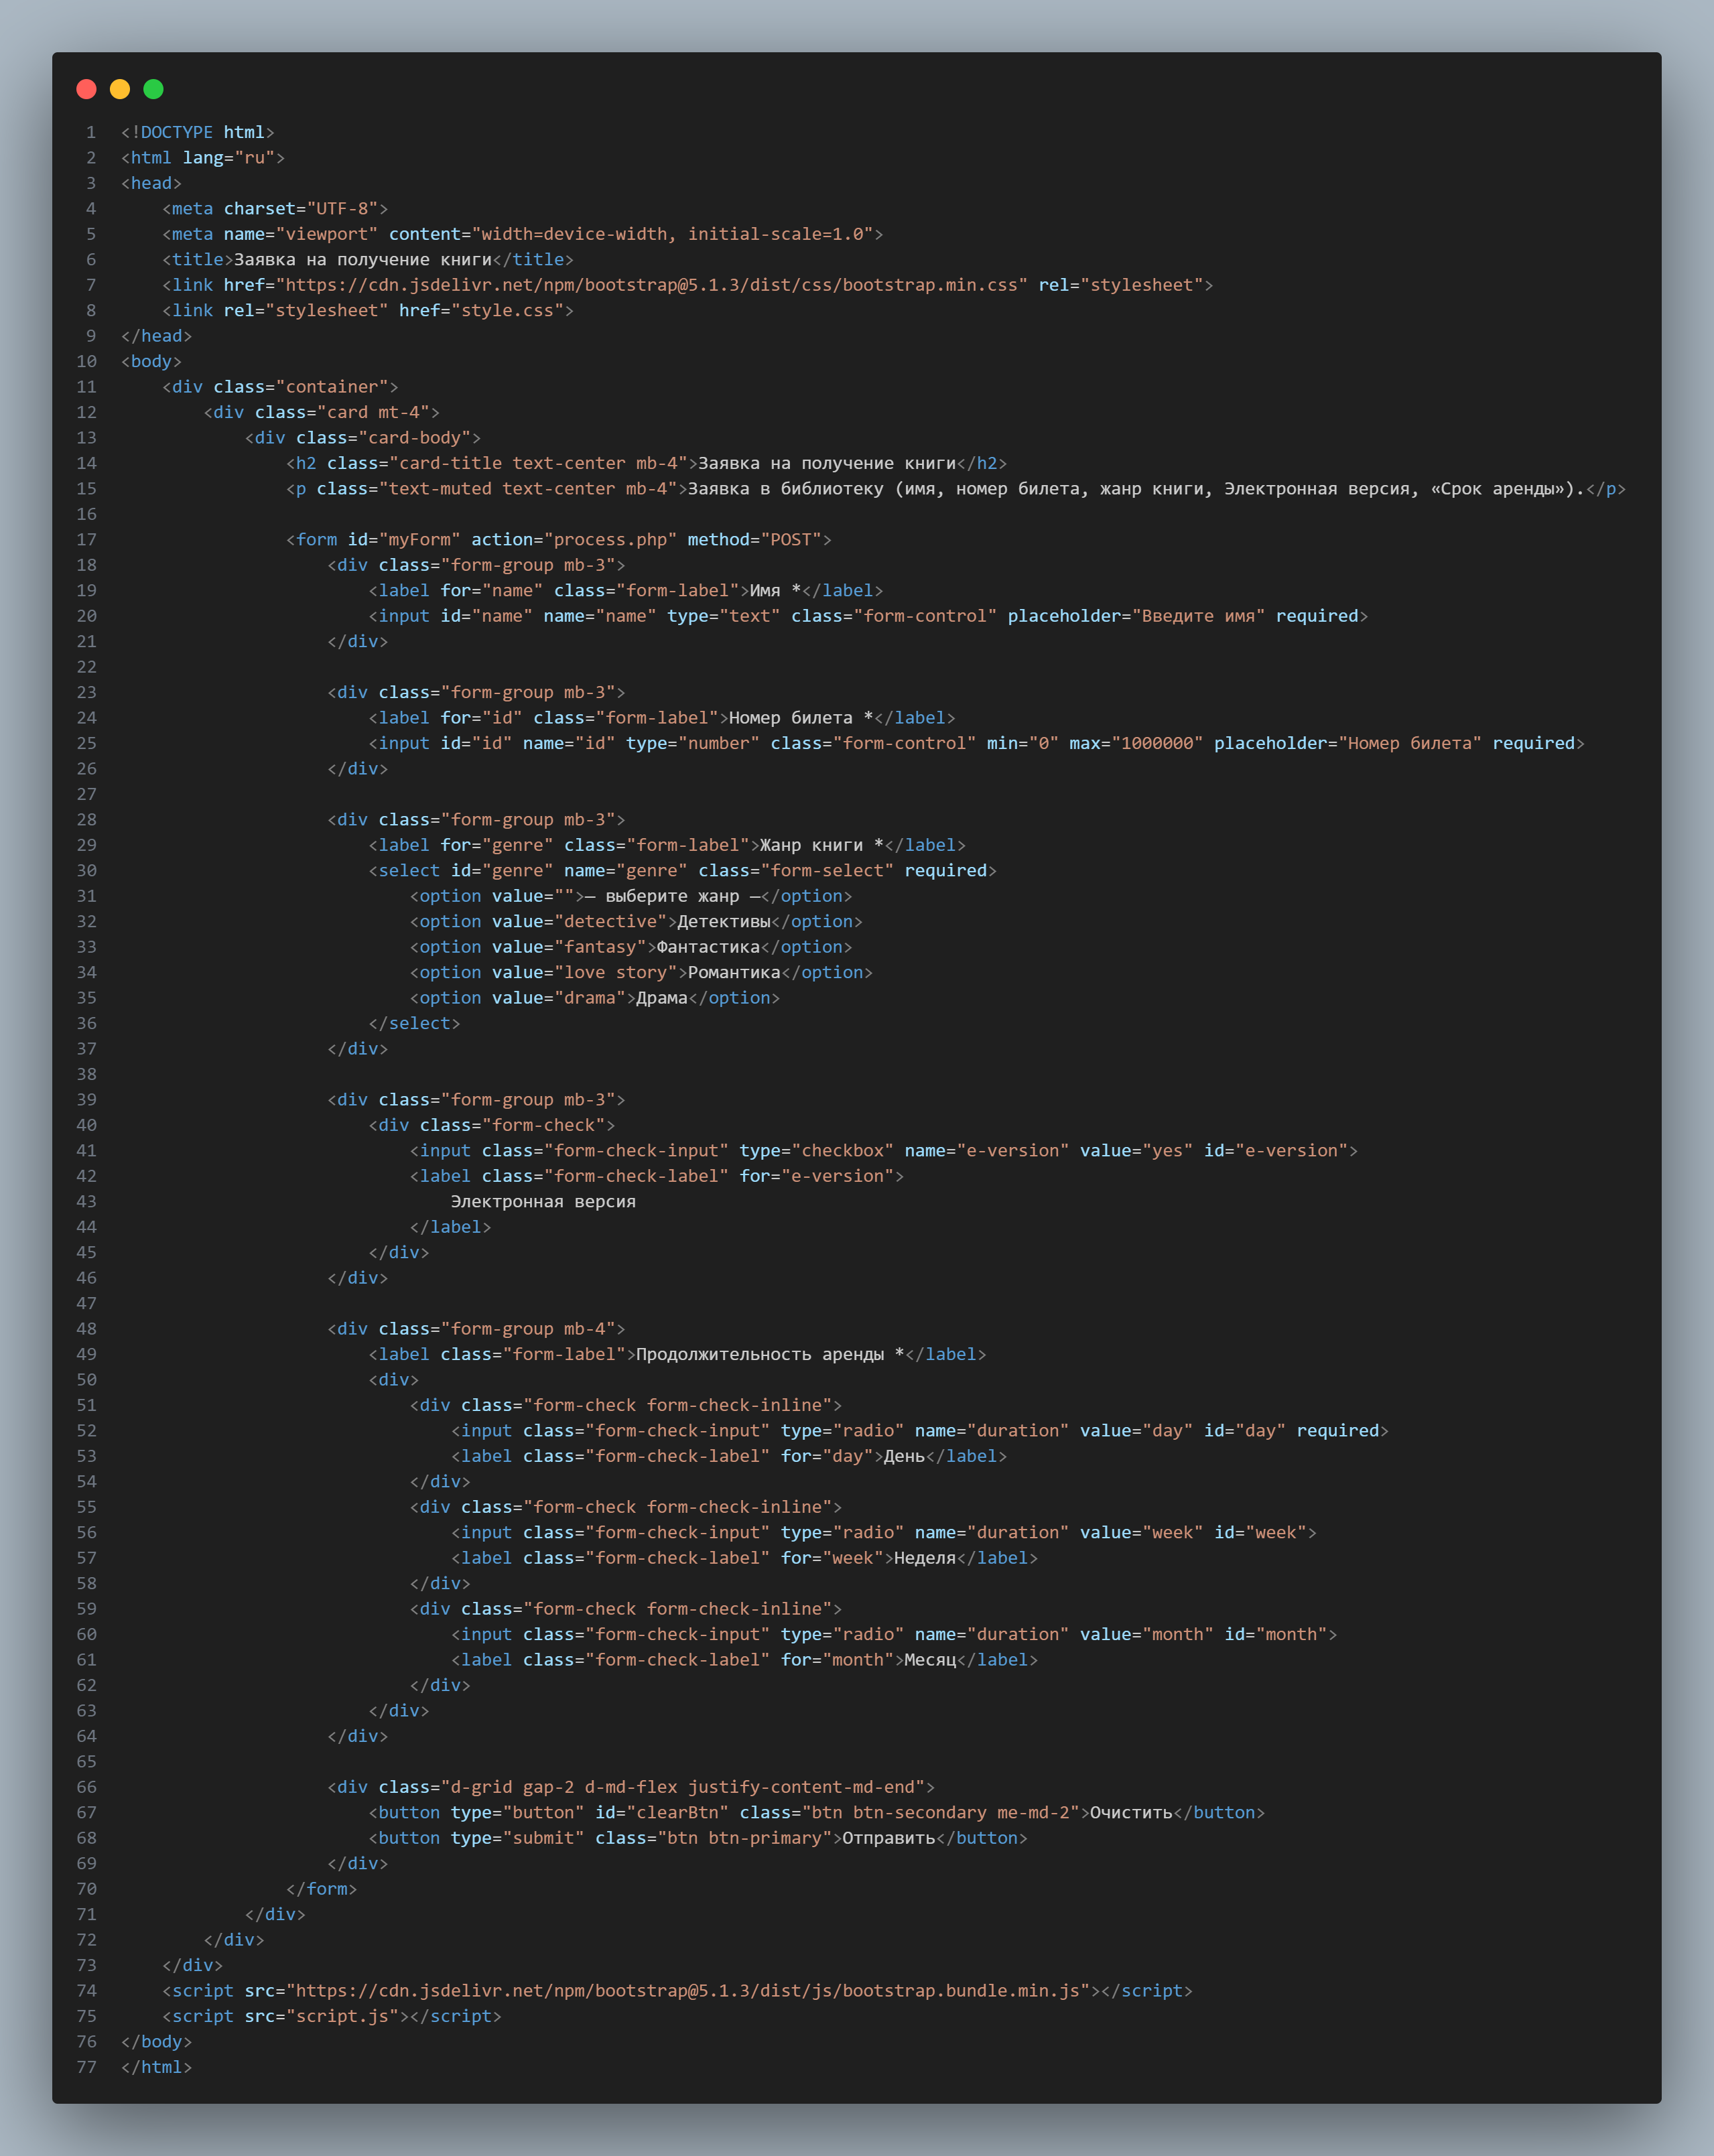 1 <!DOCTYPE html>
2 <html lang="ru">
3 <head>
4     <meta charset="UTF-8">
5     <meta name="viewport" content="width=device-width, initial-scale=1.0">
6     <title>Заявка на получение книги</title>
7     <link href="https://cdn.jsdelivr.net/npm/bootstrap@5.1.3/dist/css/bootstrap.min.css" rel="stylesheet">
8     <link rel="stylesheet" href="style.css">
9 </head>
10 <body>
11     <div class="container">
12         <div class="card mt-4">
13             <div class="card-body">
14                 <h2 class="card-title text-center mb-4">Заявка на получение книги</h2>
15                 <p class="text-muted text-center mb-4">Заявка в библиотеку (имя, номер билета, жанр книги, Электронная версия, «Срок аренды»).</p>
16
17                 <form id="myForm" action="process.php" method="POST">
18                     <div class="form-group mb-3">
19                         <label for="name" class="form-label">Имя *</label>
20                         <input id="name" name="name" type="text" class="form-control" placeholder="Введите имя" required>
21                     </div>
22
23                     <div class="form-group mb-3">
24                         <label for="id" class="form-label">Номер билета *</label>
25                         <input id="id" name="id" type="number" class="form-control" min="0" max="1000000" placeholder="Номер билета" required>
26                     </div>
27
28                     <div class="form-group mb-3">
29                         <label for="genre" class="form-label">Жанр книги *</label>
30                         <select id="genre" name="genre" class="form-select" required>
31                             <option value="">— выберите жанр —</option>
32                             <option value="detective">Детективы</option>
33                             <option value="fantasy">Фантастика</option>
34                             <option value="love story">Романтика</option>
35                             <option value="drama">Драма</option>
36                         </select>
37                     </div>
38
39                     <div class="form-group mb-3">
40                         <div class="form-check">
41                             <input class="form-check-input" type="checkbox" name="e-version" value="yes" id="e-version">
42                             <label class="form-check-label" for="e-version">
43                                 Электронная версия
44                             </label>
45                         </div>
46                     </div>
47
48                     <div class="form-group mb-4">
49                         <label class="form-label">Продолжительность аренды *</label>
50                         <div>
51                             <div class="form-check form-check-inline">
52                                 <input class="form-check-input" type="radio" name="duration" value="day" id="day" required>
53                                 <label class="form-check-label" for="day">День</label>
54                             </div>
55                             <div class="form-check form-check-inline">
56                                 <input class="form-check-input" type="radio" name="duration" value="week" id="week">
57                                 <label class="form-check-label" for="week">Неделя</label>
58                             </div>
59                             <div class="form-check form-check-inline">
60                                 <input class="form-check-input" type="radio" name="duration" value="month" id="month">
61                                 <label class="form-check-label" for="month">Месяц</label>
62                             </div>
63                         </div>
64                     </div>
65
66                     <div class="d-grid gap-2 d-md-flex justify-content-md-end">
67                         <button type="button" id="clearBtn" class="btn btn-secondary me-md-2">Очистить</button>
68                         <button type="submit" class="btn btn-primary">Отправить</button>
69                     </div>
70                 </form>
71             </div>
72         </div>
73     </div>
74     <script src="https://cdn.jsdelivr.net/npm/bootstrap@5.1.3/dist/js/bootstrap.bundle.min.js"></script>
75     <script src="script.js"></script>
76 </body>
77 </html>